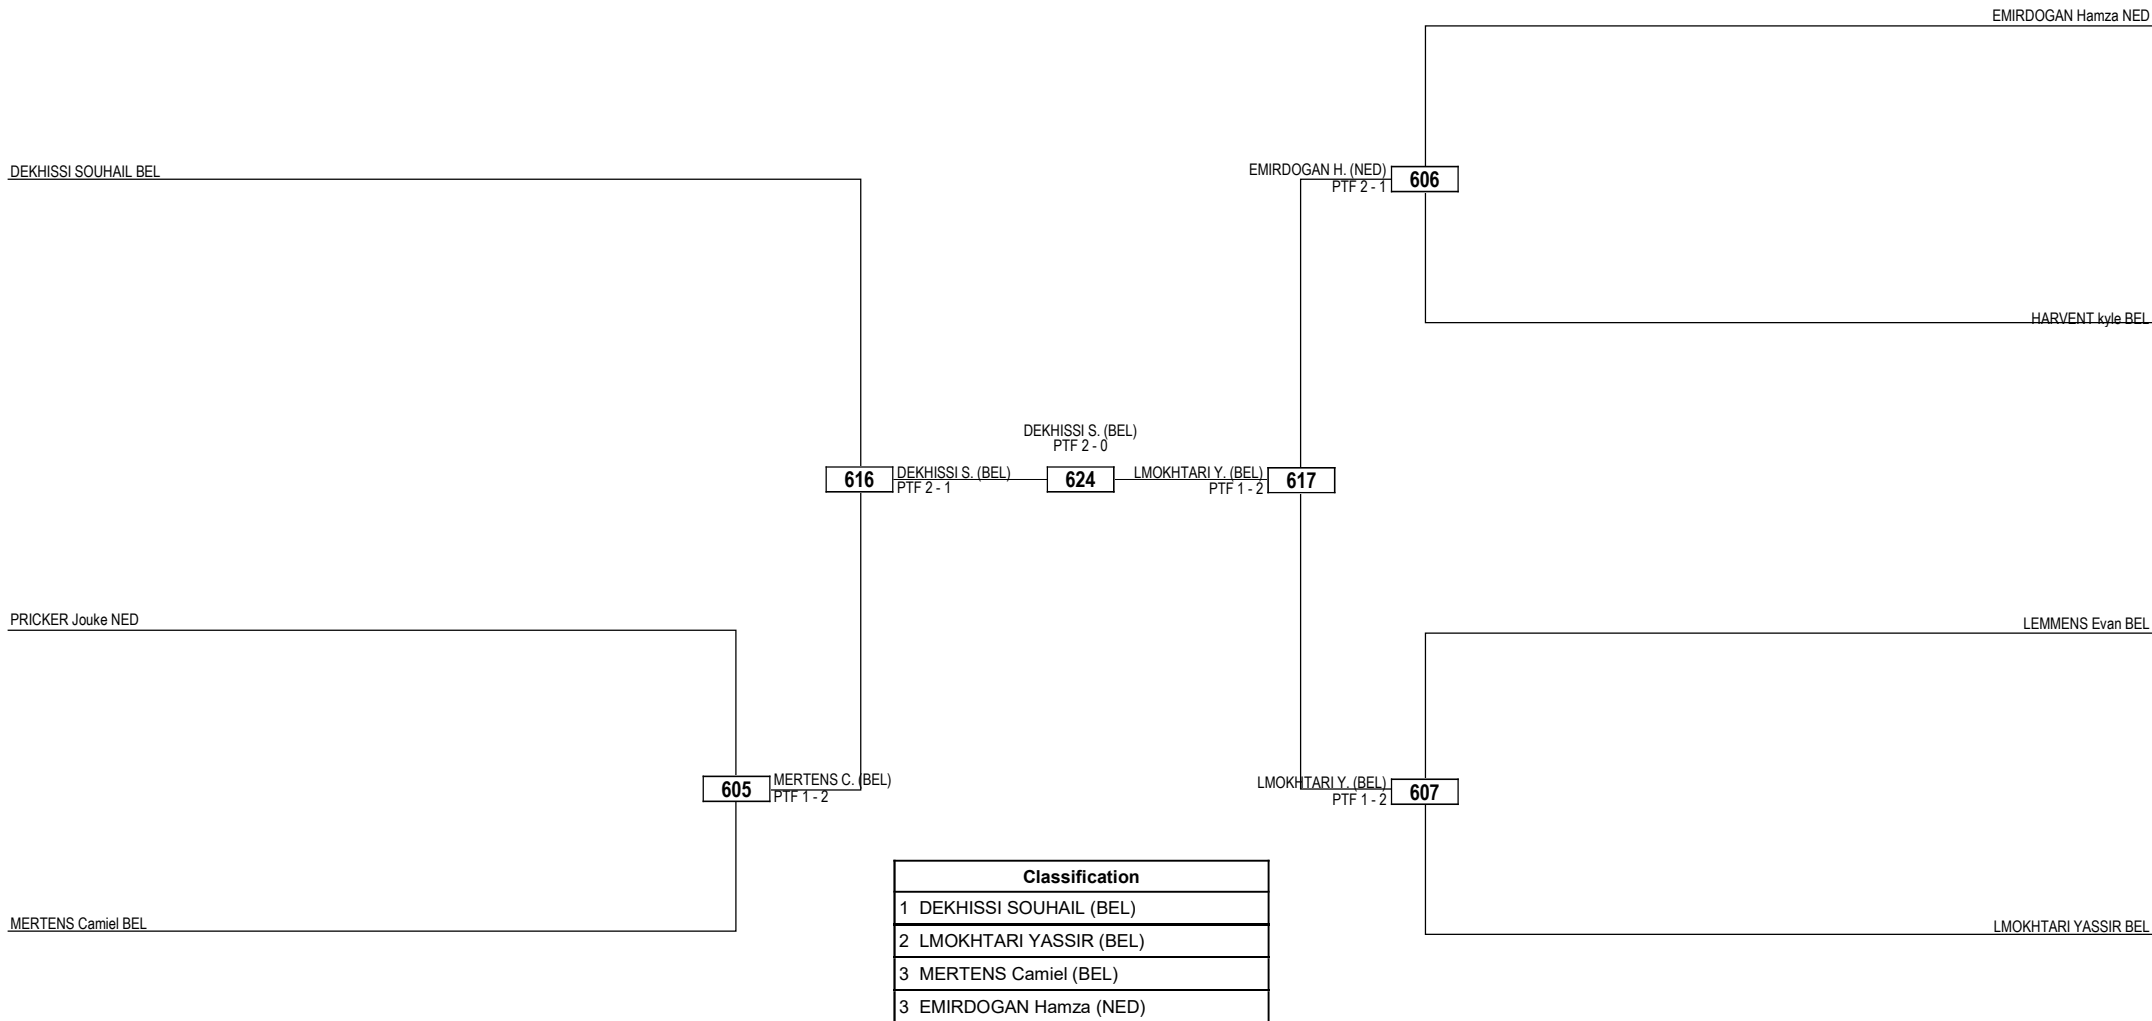 EMIRDOGAN Hamza NED
DEKHISSI SOUHAIL BEL
EMIRDOGAN H. (NED)
PTF 2 - 1
606
HARVENT kyle BEL
DEKHISSI S. (BEL)
PTF 2 - 0
616
DEKHISSI S. (BEL)
PTF 2 - 1
624
LMOKHTARI Y. (BEL)
PTF 1 - 2
617
PRICKER Jouke NED
LEMMENS Evan BEL
605
MERTENS C. (BEL)
PTF 1 - 2
LMOKHTARI Y. (BEL)
PTF 1 - 2
607
MERTENS Camiel BEL
LMOKHTARI YASSIR BEL
Classification
1 DEKHISSI SOUHAIL (BEL)
2 LMOKHTARI YASSIR (BEL)
3 MERTENS Camiel (BEL)
3 EMIRDOGAN Hamza (NED)